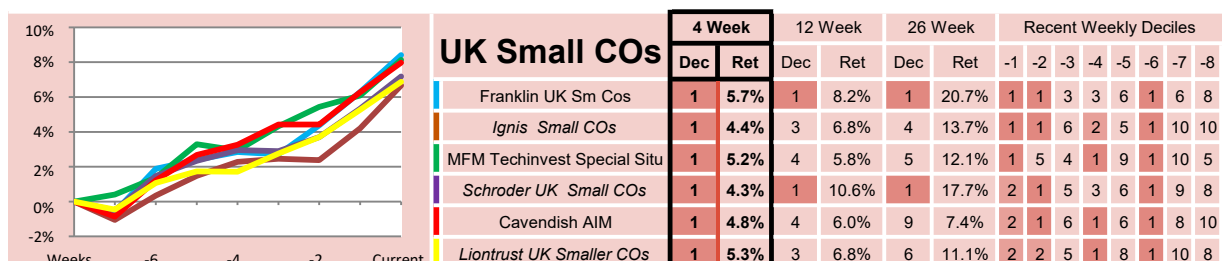 10%
8%
6%
4%
2%
0%
-2%
Weeks -6 -4 -2 Current
UK Small COs 4 Week 12 Week 26 Week Recent Weekly Deciles
Dec Ret Dec Ret Dec Ret -1 -2 -3 -4 -5 -6 -7 -8
Franklin UK Sm Cos 1 5.7% 1 8.2% 1 20.7% 1 1 3 3 6 1 6 8
Ignis Small COs 1 4.4% 3 6.8% 4 13.7% 1 1 6 2 5 1 10 10
MFM Techinvest Special Situ 1 5.2% 4 5.8% 5 12.1% 1 5 4 1 9 1 10 5
Schroder UK Small COs 1 4.3% 1 10.6% 1 17.7% 2 1 5 3 6 1 9 8
Cavendish AIM 1 4.8% 4 6.0% 9 7.4% 2 1 6 1 6 1 8 10
Liontrust UK Smaller COs 1 5.3% 3 6.8% 6 11.1% 2 2 5 1 8 1 10 8